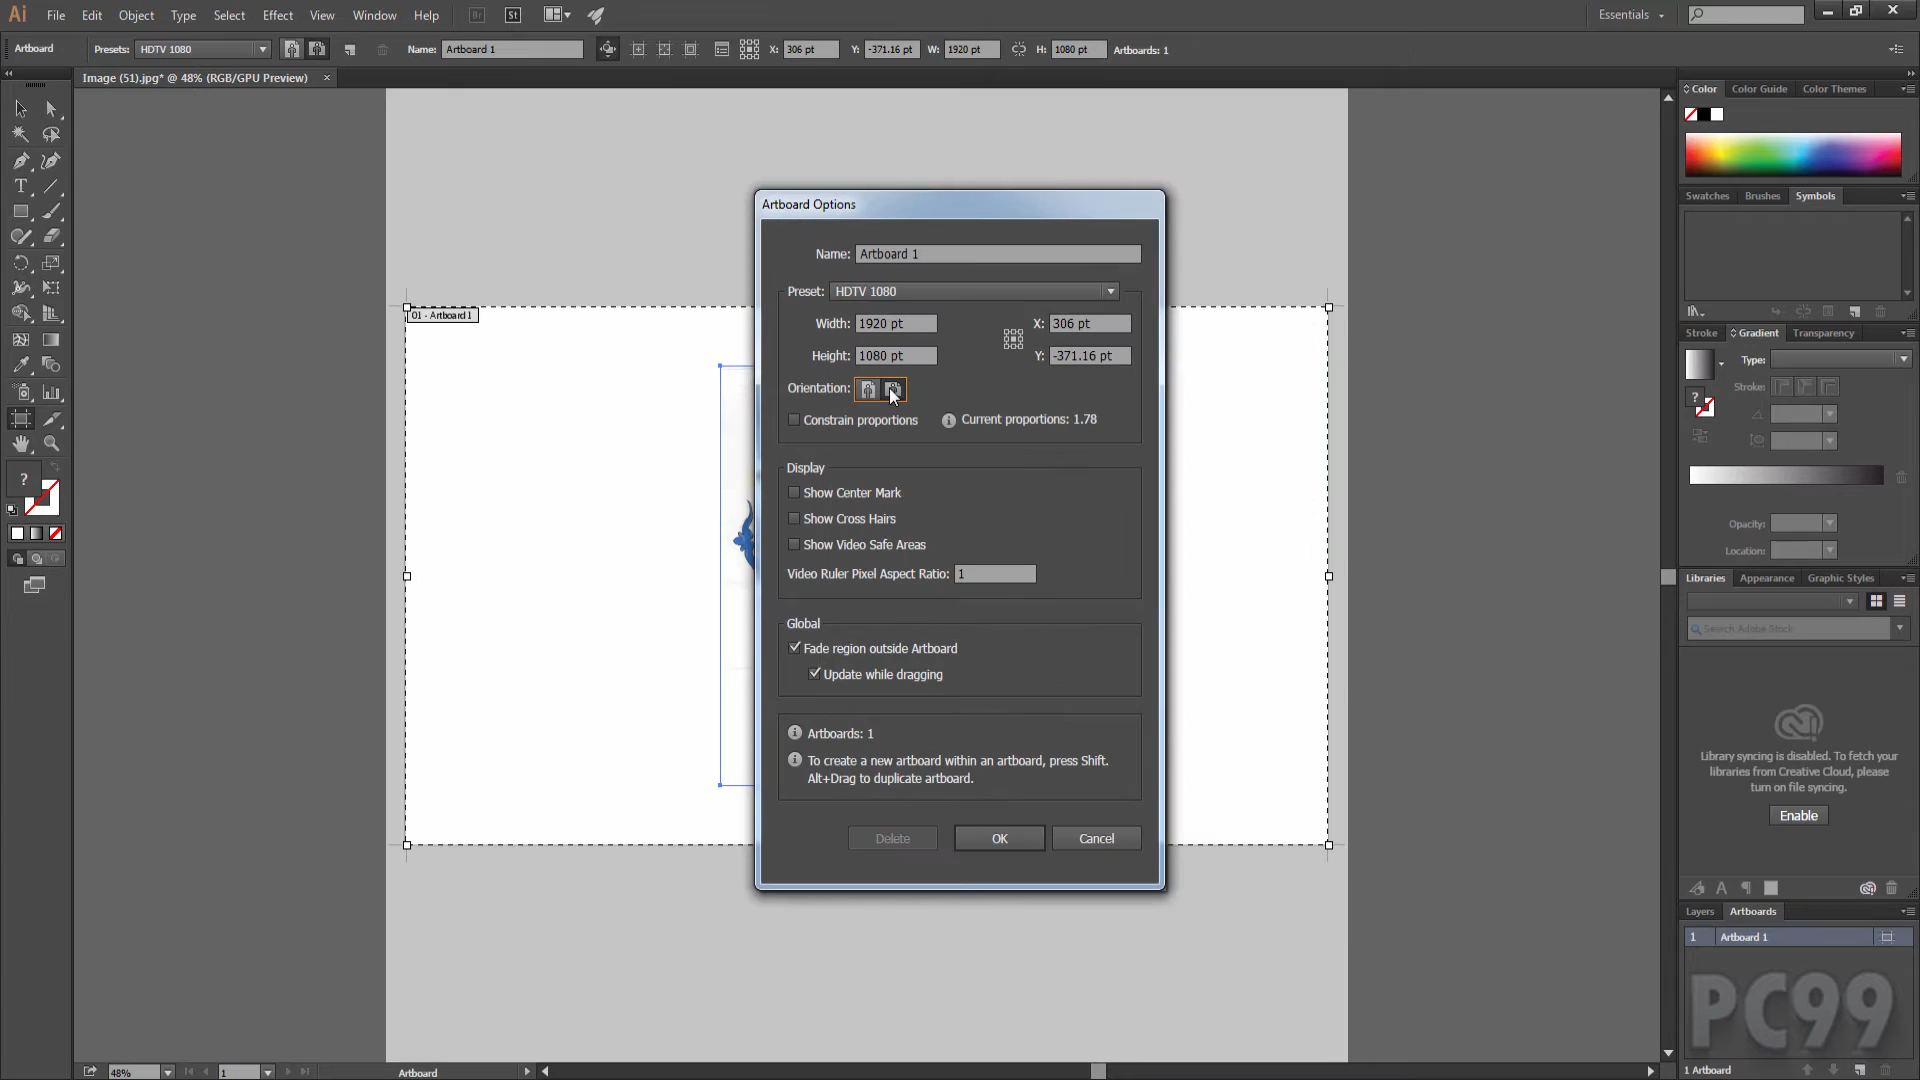 Ai File Edit Object Type Select Effect View Window Help Br St Essentials
Artboard Presets: HDTV 1080 Name: Artboard 1 X: 306 pt Y: -371.16 pt W: 1920 pt H: 1080 pt Artboards: 1
Image (51).jpg* @ 48% (RGB/GPU Preview) ×
01 - Artboard 1
Artboard Options
Name: Artboard 1
Preset: HDTV 1080
Width: 1920 pt X: 306 pt
Height: 1080 pt Y: -371.16 pt
Orientation:
Constrain proportions Current proportions: 1.78
Display
Show Center Mark
Show Cross Hairs
Show Video Safe Areas
Video Ruler Pixel Aspect Ratio: 1
Global
Fade region outside Artboard
Update while dragging
Artboards: 1
To create a new artboard within an artboard, press Shift.
Alt+Drag to duplicate artboard.
Delete OK Cancel
Color Color Guide Color Themes
Swatches Brushes Symbols
Stroke Gradient Transparency
Type:
Stroke:
Opacity:
Location:
Libraries Appearance Graphic Styles
Search Adobe Stock
Library syncing is disabled. To fetch your
libraries from Creative Cloud, please
turn on file syncing.
Enable
Layers Artboards
1 Artboard 1
PC99
1 Artboard
48% 1 Artboard